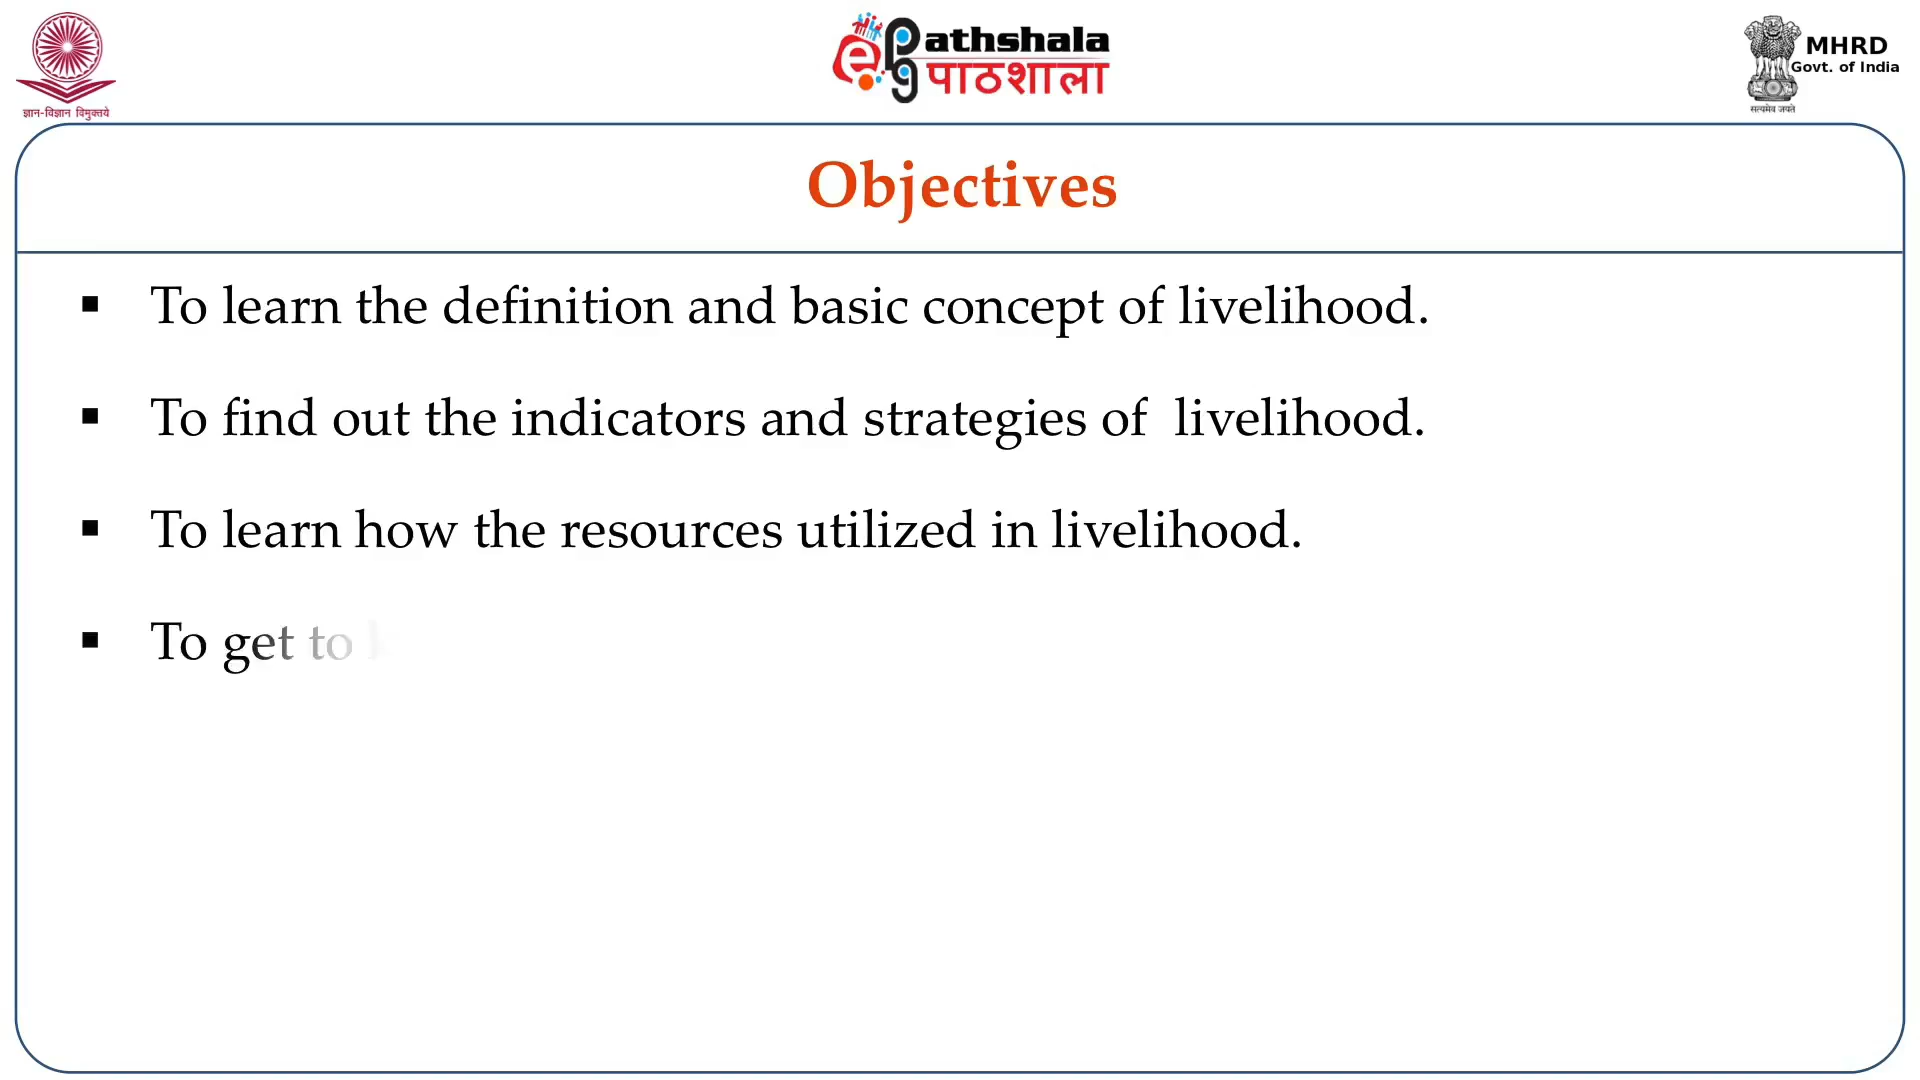 ज्ञान-विज्ञान विमुक्तये
ePG Pathshala
पाठशाला
MHRD
Govt. of India
सत्यमेव जयते
Objectives
▪ To learn the definition and basic concept of livelihood.
▪ To find out the indicators and strategies of livelihood.
▪ To learn how the resources utilized in livelihood.
▪ To get to